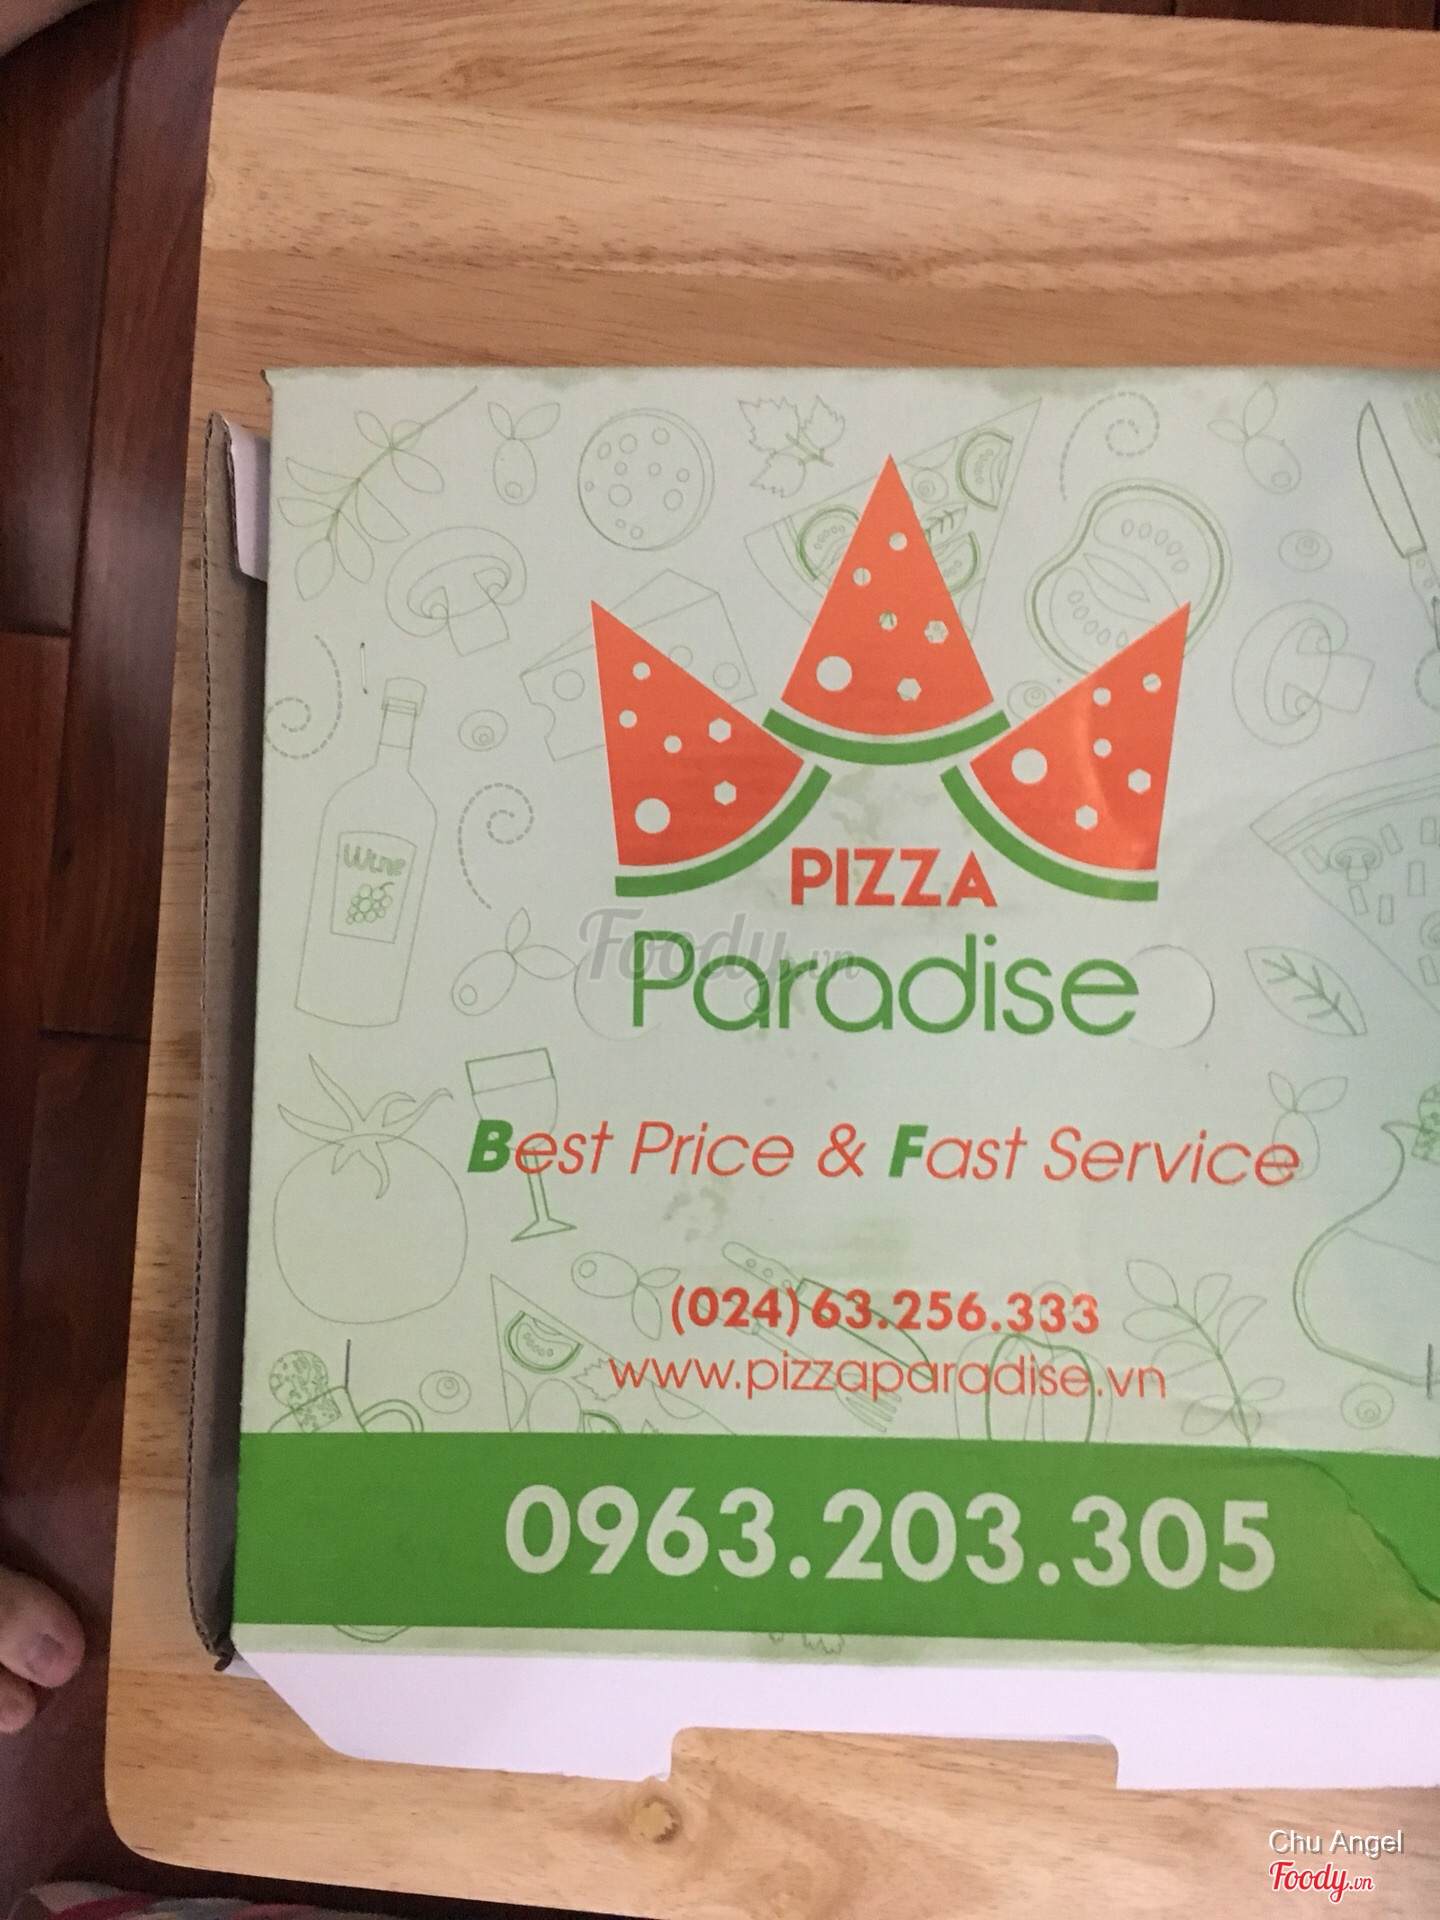 Wine
PIZZA
Paradise
Foody.vn
Best Price & Fast Service
(024)63.256.333
www.pizzaparadise.vn
0963.203.305
Chu Angel
Foody.vn